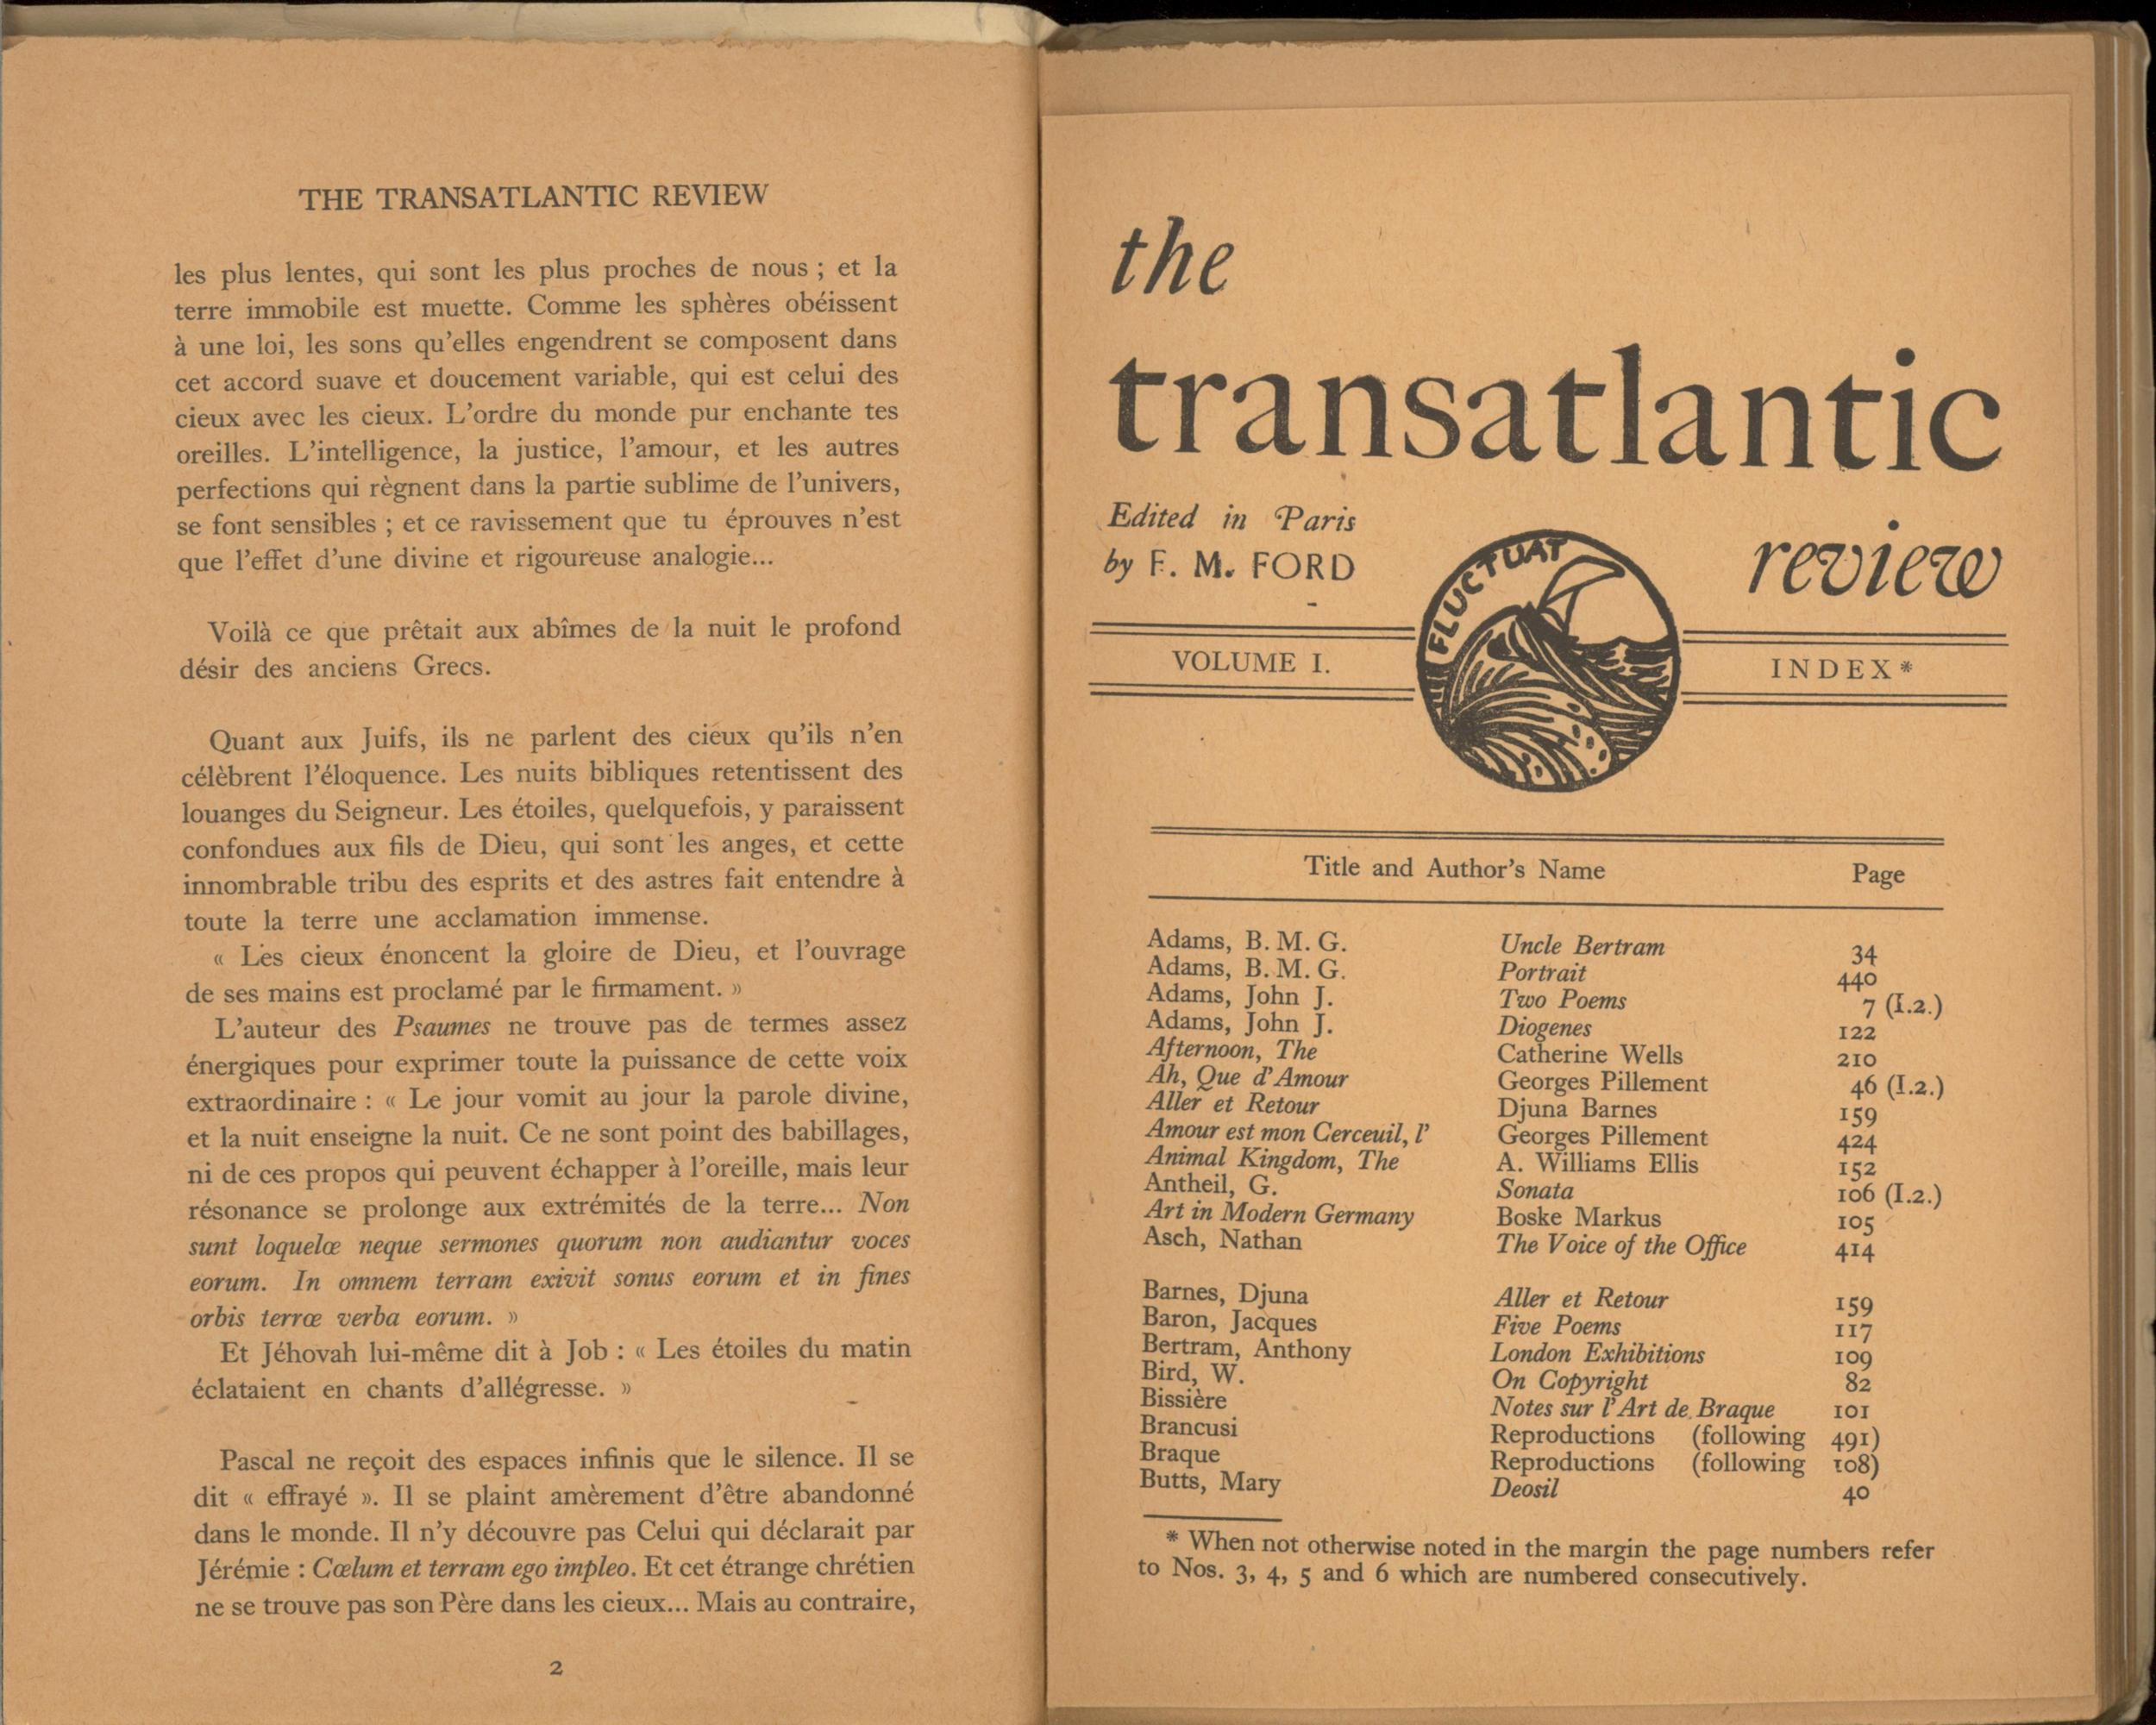 THE TRANSATLANTIC REVIEW
les plus lentes, qui sont les plus proches de nous ; et la
terre immobile est muette. Comme les sphères obéissent
à une loi, les sons qu'elles engendrent se composent dans
cet accord suave et doucement variable, qui est celui des
cieux avec les cieux. L'ordre du monde pur enchante tes
oreilles. L'intelligence, la justice, l'amour, et les autres
perfections qui règnent dans la partie sublime de l'univers,
se font sensibles ; et ce ravissement que tu éprouves n'est
que l'effet d'une divine et rigoureuse analogie...
Voilà ce que prêtait aux abîmes de la nuit le profond
désir des anciens Grecs.
Quant aux Juifs, ils ne parlent des cieux qu'ils n'en
célèbrent l'éloquence. Les nuits bibliques retentissent des
louanges du Seigneur. Les étoiles, quelquefois, y paraissent
confondues aux fils de Dieu, qui sont les anges, et cette
innombrable tribu des esprits et des astres fait entendre à
toute la terre une acclamation immense.
« Les cieux énoncent la gloire de Dieu, et l'ouvrage
de ses mains est proclamé par le firmament. »
L'auteur des Psaumes ne trouve pas de termes assez
énergiques pour exprimer toute la puissance de cette voix
extraordinaire : « Le jour vomit au jour la parole divine,
et la nuit enseigne la nuit. Ce ne sont point des babillages,
ni de ces propos qui peuvent échapper à l'oreille, mais leur
résonance se prolonge aux extrémités de la terre... Non
sunt loquelæ neque sermones quorum non audiantur voces
eorum. In omnem terram exivit sonus eorum et in fines
orbis terræ verba eorum. »
Et Jéhovah lui-même dit à Job : « Les étoiles du matin
éclataient en chants d'allégresse. »
Pascal ne reçoit des espaces infinis que le silence. Il se
dit « effrayé ». Il se plaint amèrement d'être abandonné
dans le monde. Il n'y découvre pas Celui qui déclarait par
Jérémie : Cœlum et terram ego impleo. Et cet étrange chrétien
ne se trouve pas son Père dans les cieux... Mais au contraire,
2
the
transatlantic
review
Edited in Paris
by F. M. FORD
FLUCTUAT
VOLUME I.
INDEX*
Title and Author's Name Page
Adams, B. M. G. Uncle Bertram 34
Adams, B. M. G. Portrait 440
Adams, John J. Two Poems 7 (I.2.)
Adams, John J. Diogenes 122
Afternoon, The Catherine Wells 210
Ah, Que d'Amour Georges Pillement 46 (I.2.)
Aller et Retour Djuna Barnes 159
Amour est mon Cerceuil, l' Georges Pillement 424
Animal Kingdom, The A. Williams Ellis 152
Antheil, G. Sonata 106 (I.2.)
Art in Modern Germany Boske Markus 105
Asch, Nathan The Voice of the Office 414
Barnes, Djuna Aller et Retour 159
Baron, Jacques Five Poems 117
Bertram, Anthony London Exhibitions 109
Bird, W. On Copyright 82
Bissière Notes sur l'Art de Braque 101
Brancusi Reproductions (following 491)
Braque Reproductions (following 108)
Butts, Mary Deosil 40
* When not otherwise noted in the margin the page numbers refer
to Nos. 3, 4, 5 and 6 which are numbered consecutively.